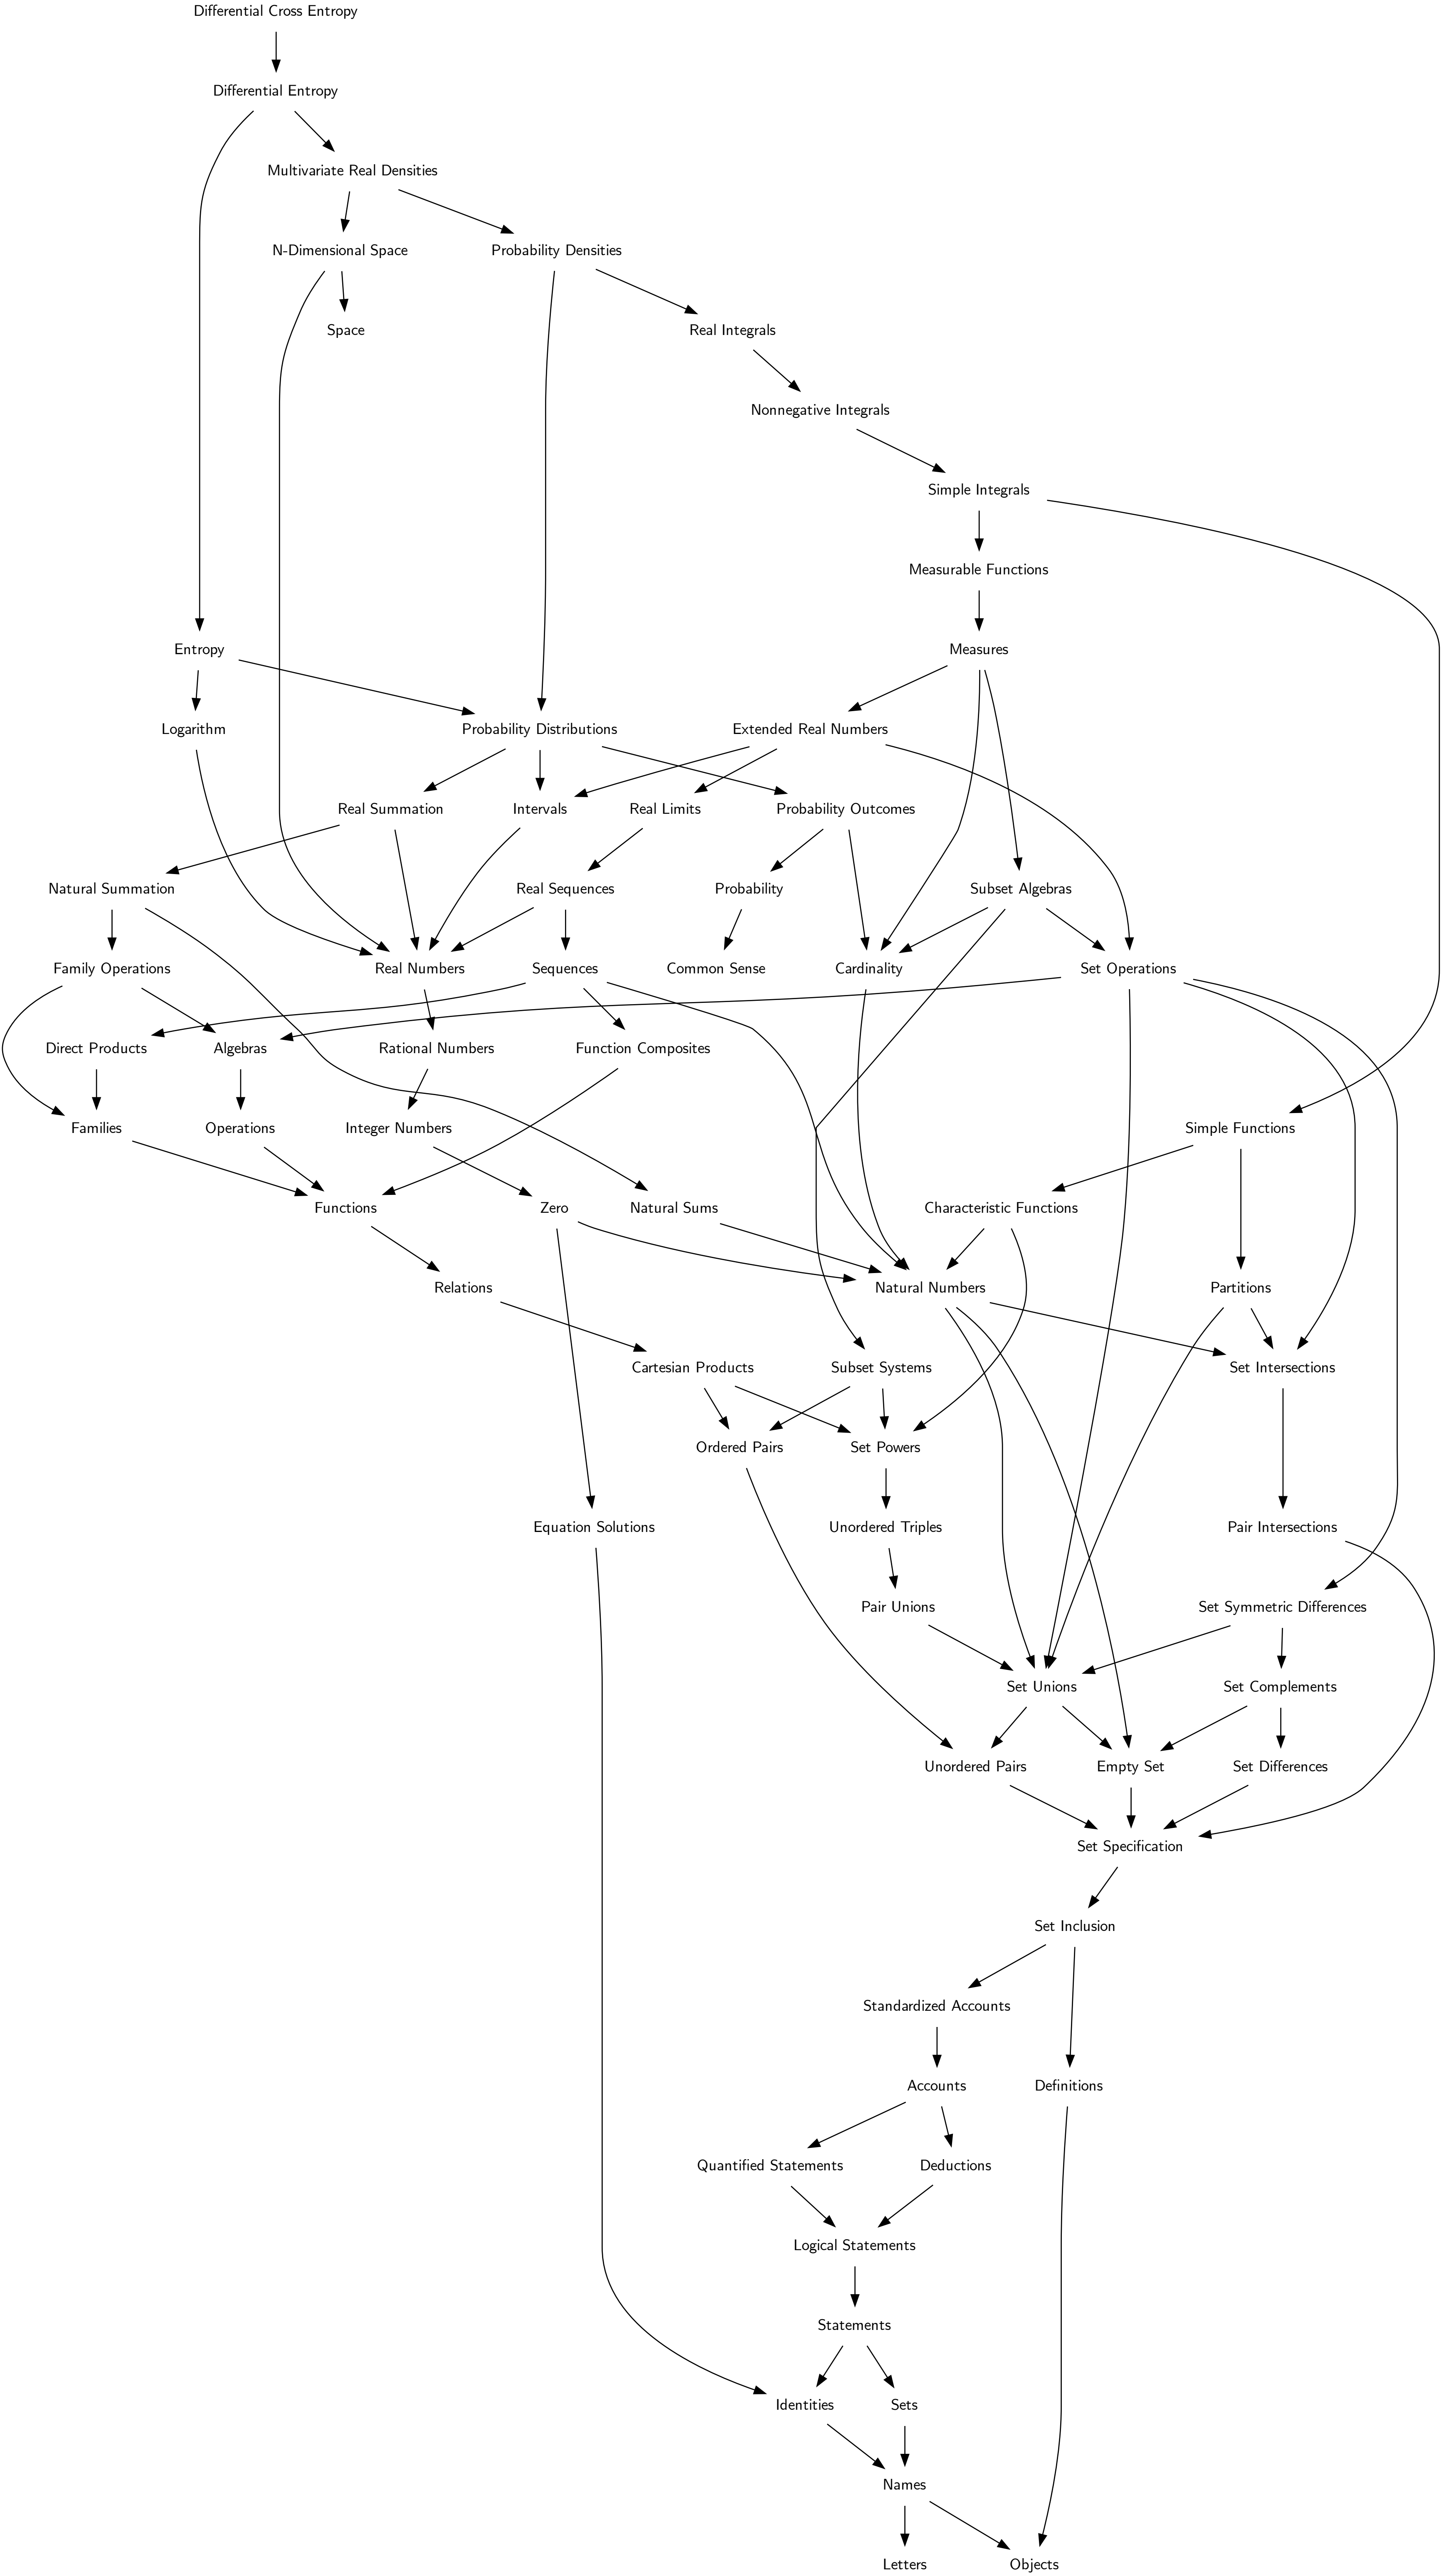 Differential Cross Entropy
Differential Entropy
Multivariate Real Densities
N-Dimensional Space
Probability Densities
Space
Real Integrals
Nonnegative Integrals
Simple Integrals
Measurable Functions
Entropy
Measures
Logarithm
Probability Distributions
Extended Real Numbers
Real Summation
Intervals
Real Limits
Probability Outcomes
Natural Summation
Real Sequences
Probability
Subset Algebras
Family Operations
Real Numbers
Sequences
Common Sense
Cardinality
Set Operations
Direct Products
Algebras
Rational Numbers
Function Composites
Families
Operations
Integer Numbers
Simple Functions
Functions
Zero
Natural Sums
Characteristic Functions
Relations
Natural Numbers
Partitions
Cartesian Products
Subset Systems
Set Intersections
Ordered Pairs
Set Powers
Equation Solutions
Unordered Triples
Pair Intersections
Pair Unions
Set Symmetric Differences
Set Unions
Set Complements
Unordered Pairs
Empty Set
Set Differences
Set Specification
Set Inclusion
Standardized Accounts
Accounts
Definitions
Quantified Statements
Deductions
Logical Statements
Statements
Identities
Sets
Names
Letters
Objects